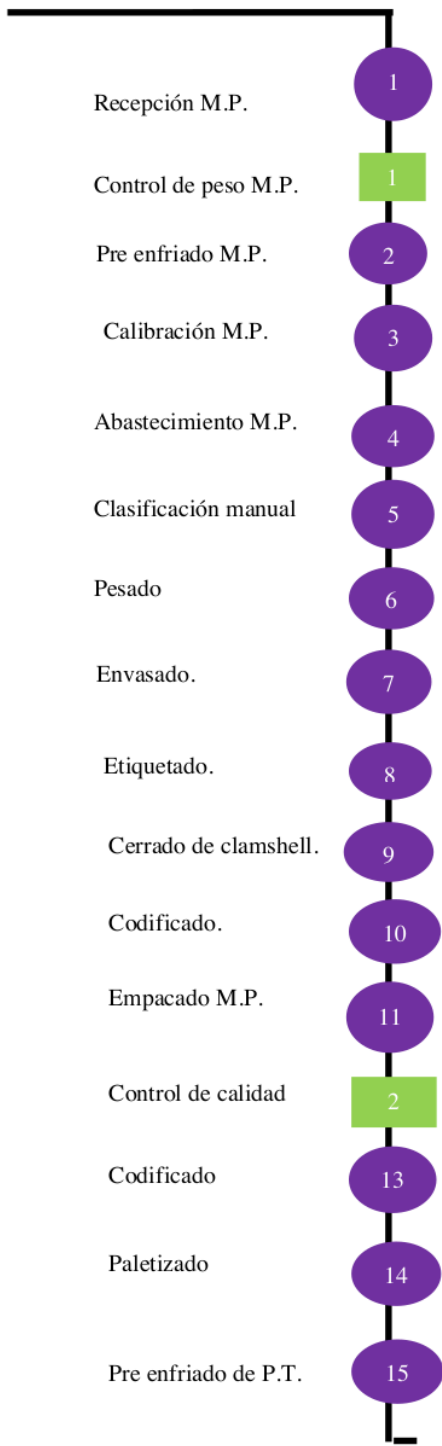 1
Recepción M.P.
1
Control de peso M.P.
2
Pre enfriado M.P.
3
Calibración M.P.
4
Abastecimiento M.P.
5
Clasificación manual
6
Pesado
7
Envasado.
8
Etiquetado.
9
Cerrado de clamshell.
10
Codificado.
11
Empacado M.P.
2
Control de calidad
13
Codificado
14
Paletizado
15
Pre enfriado de P.T.